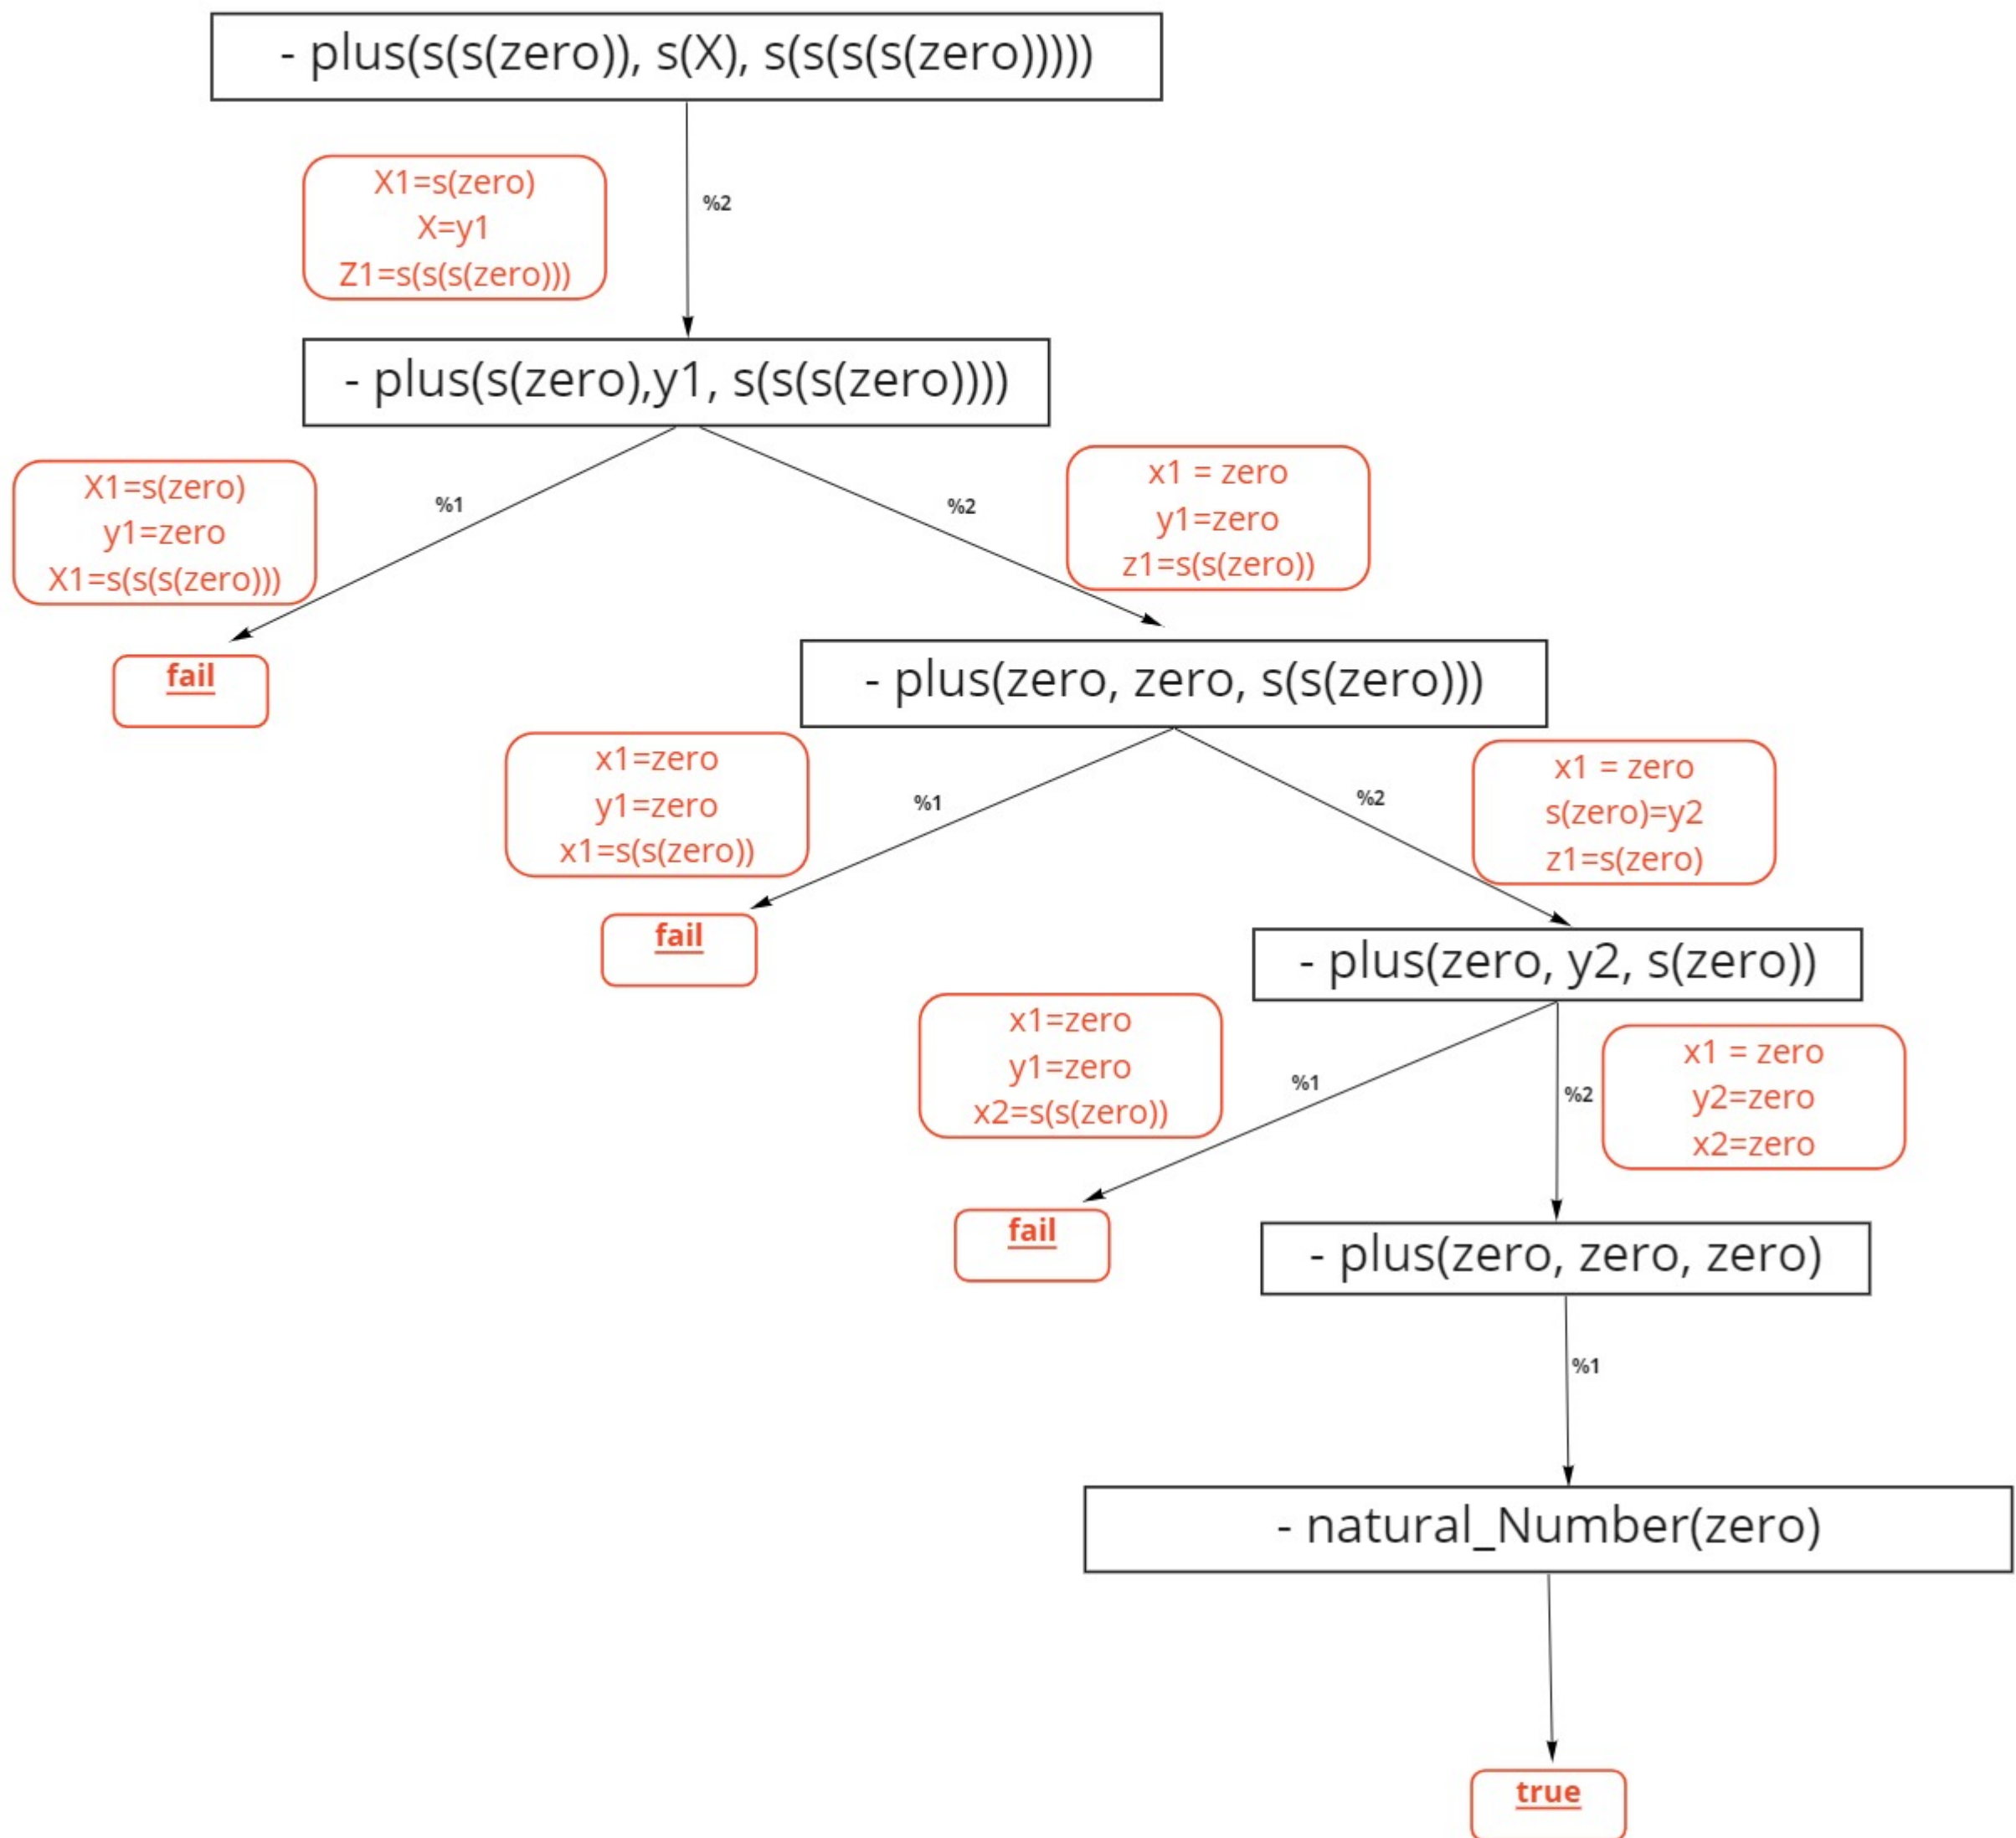 - plus(s(s(zero)), s(X), s(s(s(s(zero)))))
X1=s(zero)
X=y1
Z1=s(s(s(zero)))
%2
- plus(s(zero),y1, s(s(s(zero))))
X1=s(zero)
y1=zero
X1=s(s(s(zero)))
%1
%2
x1 = zero
y1=zero
z1=s(s(zero))
fail
- plus(zero, zero, s(s(zero)))
x1=zero
y1=zero
x1=s(s(zero))
%1
%2
x1 = zero
s(zero)=y2
z1=s(zero)
fail
- plus(zero, y2, s(zero))
x1=zero
y1=zero
x2=s(s(zero))
%1
%2
x1 = zero
y2=zero
x2=zero
fail
- plus(zero, zero, zero)
%1
- natural_Number(zero)
true